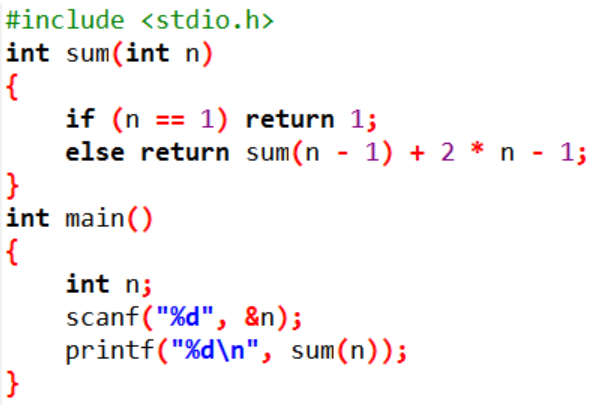 #include <stdio.h>
int sum(int n)
{
    if (n == 1) return 1;
    else return sum(n - 1) + 2 * n - 1;
}
int main()
{
    int n;
    scanf("%d", &n);
    printf("%d\n", sum(n));
}